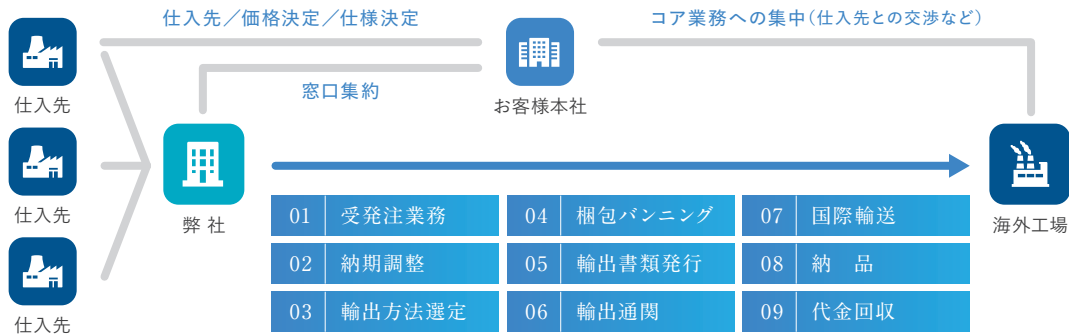 仕入先／価格決定／仕様決定
コア業務への集中(仕入先との交渉など)
仕入先
窓口集約
お客様本社
仕入先
弊 社
海外工場
仕入先
01 受発注業務
02 納期調整
03 輸出方法選定
04 梱包バンニング
05 輸出書類発行
06 輸出通関
07 国際輸送
08 納 品
09 代金回収